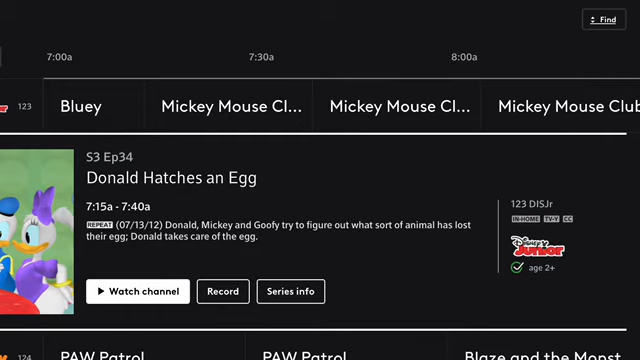 Find
7:00a 7:30a 8:00a
123 Bluey Mickey Mouse Cl... Mickey Mouse Cl... Mickey Mouse Club
S3 Ep34
Donald Hatches an Egg
7:15a - 7:40a
REPEAT (07/13/12) Donald, Mickey and Goofy try to figure out what sort of animal has lost
their egg; Donald takes care of the egg.
123 DISJr
IN-HOME TV-Y CC
Disney Junior
age 2+
Watch channel Record Series info
124 PAW Patrol PAW Patrol Blaze and the Monst